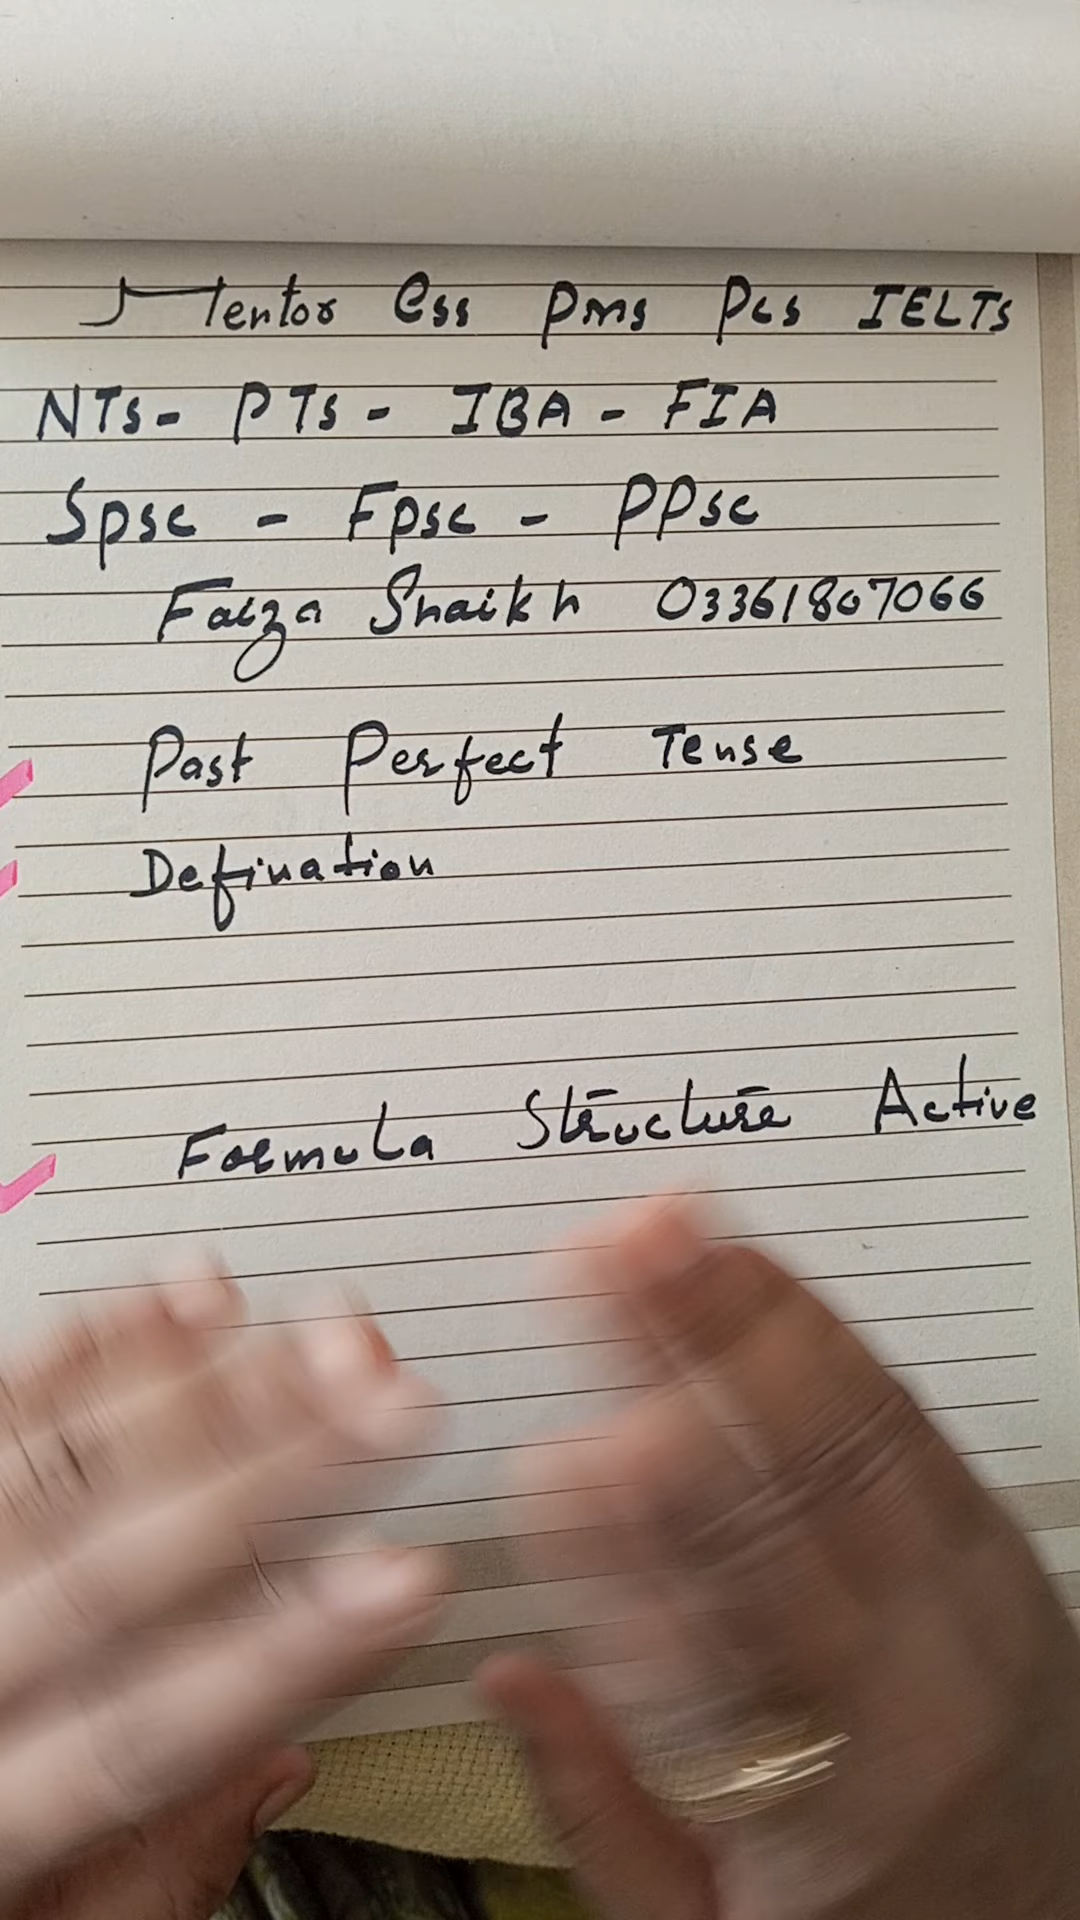 Mentor Css Pms Pcs IELTS
NTS - PTS - IBA - FIA
Spsc - Fpsc - PPsc
Faiza Shaikh 03361807066
Past Perfect Tense
Defination
Formula Structure Active